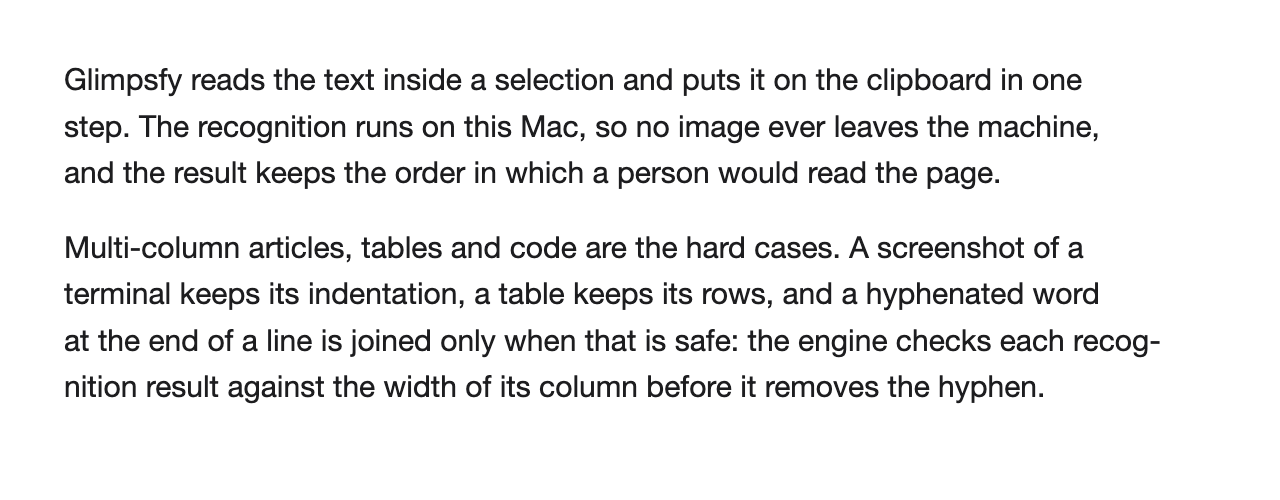 Glimpsfy reads the text inside a selection and puts it on the clipboard in one
step. The recognition runs on this Mac, so no image ever leaves the machine,
and the result keeps the order in which a person would read the page.
Multi-column articles, tables and code are the hard cases. A screenshot of a
terminal keeps its indentation, a table keeps its rows, and a hyphenated word
at the end of a line is joined only when that is safe: the engine checks each recog-
nition result against the width of its column before it removes the hyphen.